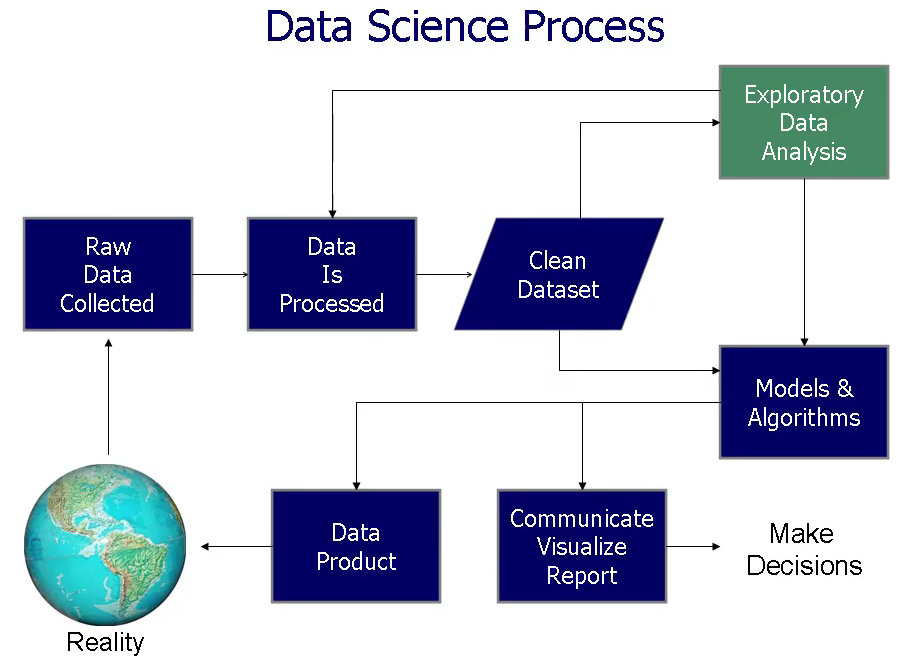 Data Science Process
Exploratory
Data
Analysis
Raw
Data
Collected
Data
Is
Processed
Clean
Dataset
Models &
Algorithms
Data
Product
Communicate
Visualize
Report
Make
Decisions
Reality